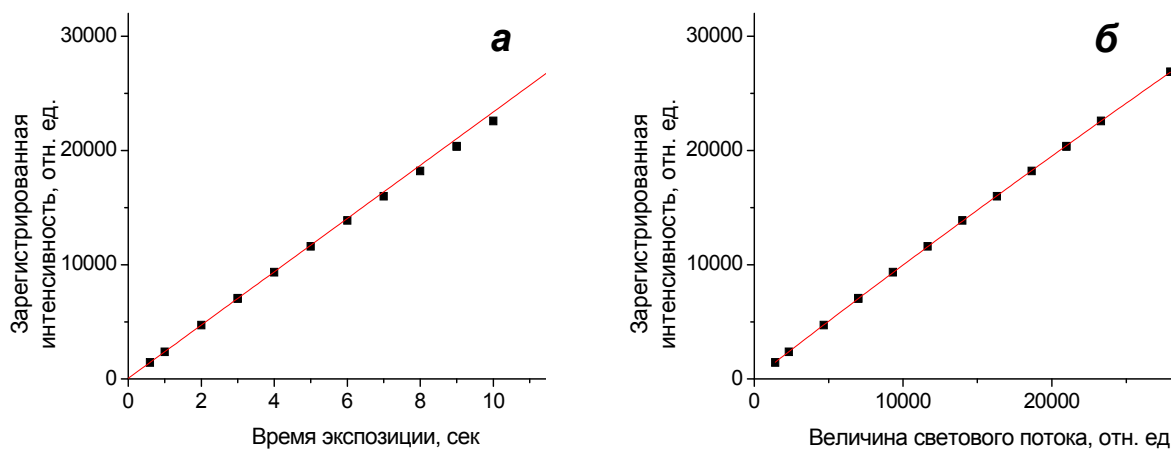 а
30000
20000
10000
0
0 2 4 6 8 10
Зарегистрированная
интенсивность, отн. ед.
Время экспозиции, сек
б
30000
20000
10000
0
0 10000 20000
Зарегистрированная
интенсивность, отн. ед.
Величина светового потока, отн. ед